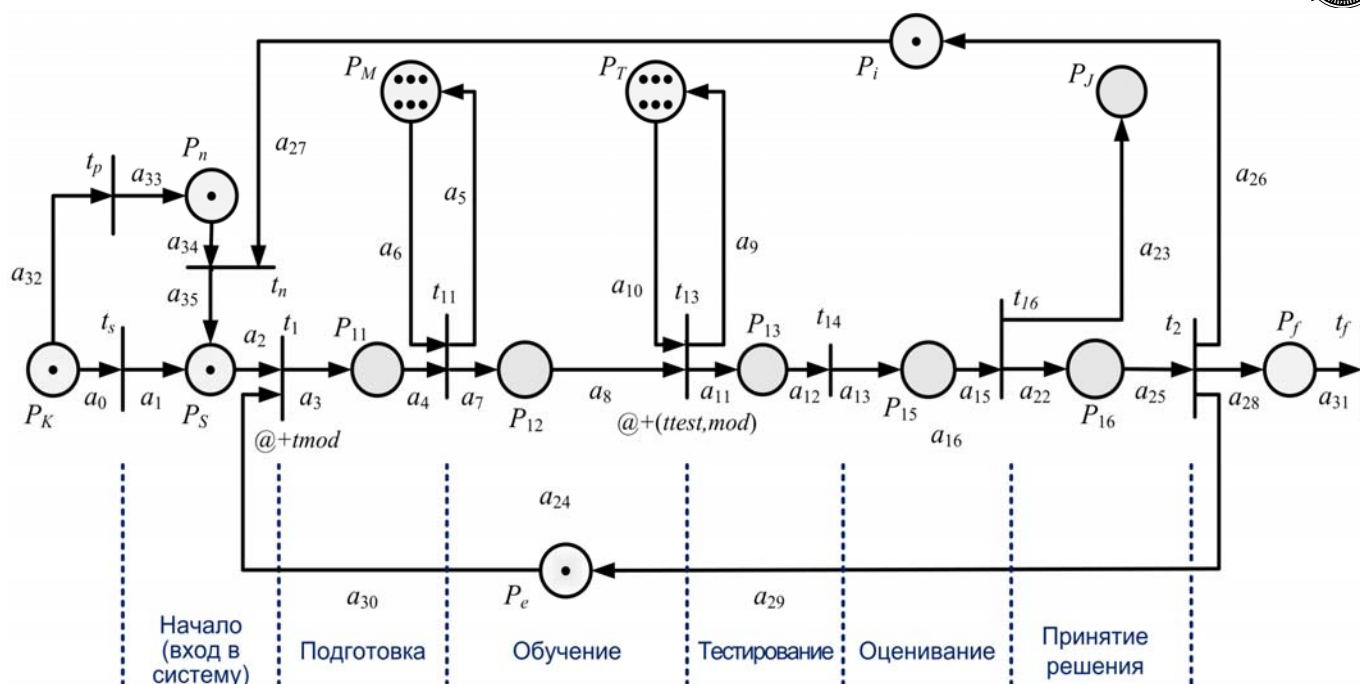 P_i
P_M
P_T
P_J
a_27
P_n
t_p
a_33
a_26
a_5
a_34
a_6
a_9
a_23
a_32
t_n
a_10
t_11
t_13
t_16
a_35
t_s
a_2
t_1
P_11
P_13
t_14
t_2
P_f
t_f
a_0
a_1
P_K
P_S
a_3
a_4
a_7
P_12
a_8
a_11
a_12
a_13
P_15
a_15
a_22
P_16
a_25
a_28
a_31
@+tmod
@+(ttest,mod)
a_16
a_24
P_e
a_30
a_29
Начало
(вход в
систему)
Подготовка
Обучение
Тестирование
Оценивание
Принятие
решения